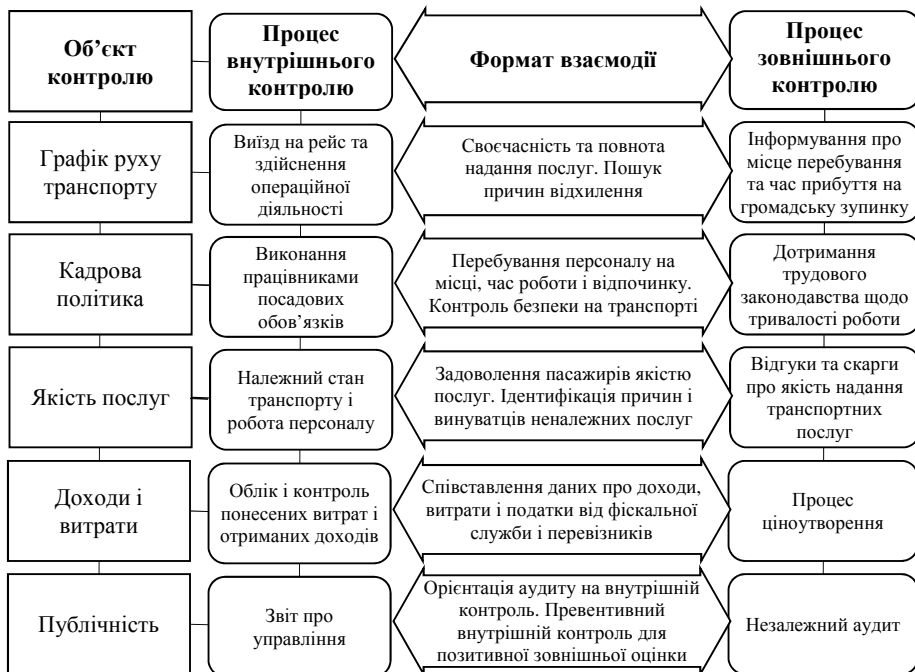 Об’єкт
контролю
Процес
внутрішнього
контролю
Формат взаємодії
Процес
зовнішнього
контролю
Графік руху
транспорту
Виїзд на рейс та
здійснення
операційної
діяльності
Своєчасність та повнота
надання послуг. Пошук
причин відхилення
Інформування про
місце перебування
та час прибуття на
громадську зупинку
Кадрова
політика
Виконання
працівниками
посадових
обов’язків
Перебування персоналу на
місці, час роботи і відпочинку.
Контроль безпеки на транспорті
Дотримання
трудового
законодавства щодо
тривалості роботи
Якість послуг
Належний стан
транспорту і
робота персоналу
Задоволення пасажирів якістю
послуг. Ідентифікація причин і
винуватців неналежних послуг
Відгуки та скарги
про якість надання
транспортних
послуг
Доходи і
витрати
Облік і контроль
понесених витрат і
отриманих доходів
Співставлення даних про доходи,
витрати і податки від фіскальної
служби і перевізників
Процес
ціноутворення
Публічність
Звіт про
управління
Орієнтація аудиту на внутрішній
контроль. Превентивний
внутрішній контроль для
позитивної зовнішньої оцінки
Незалежний аудит